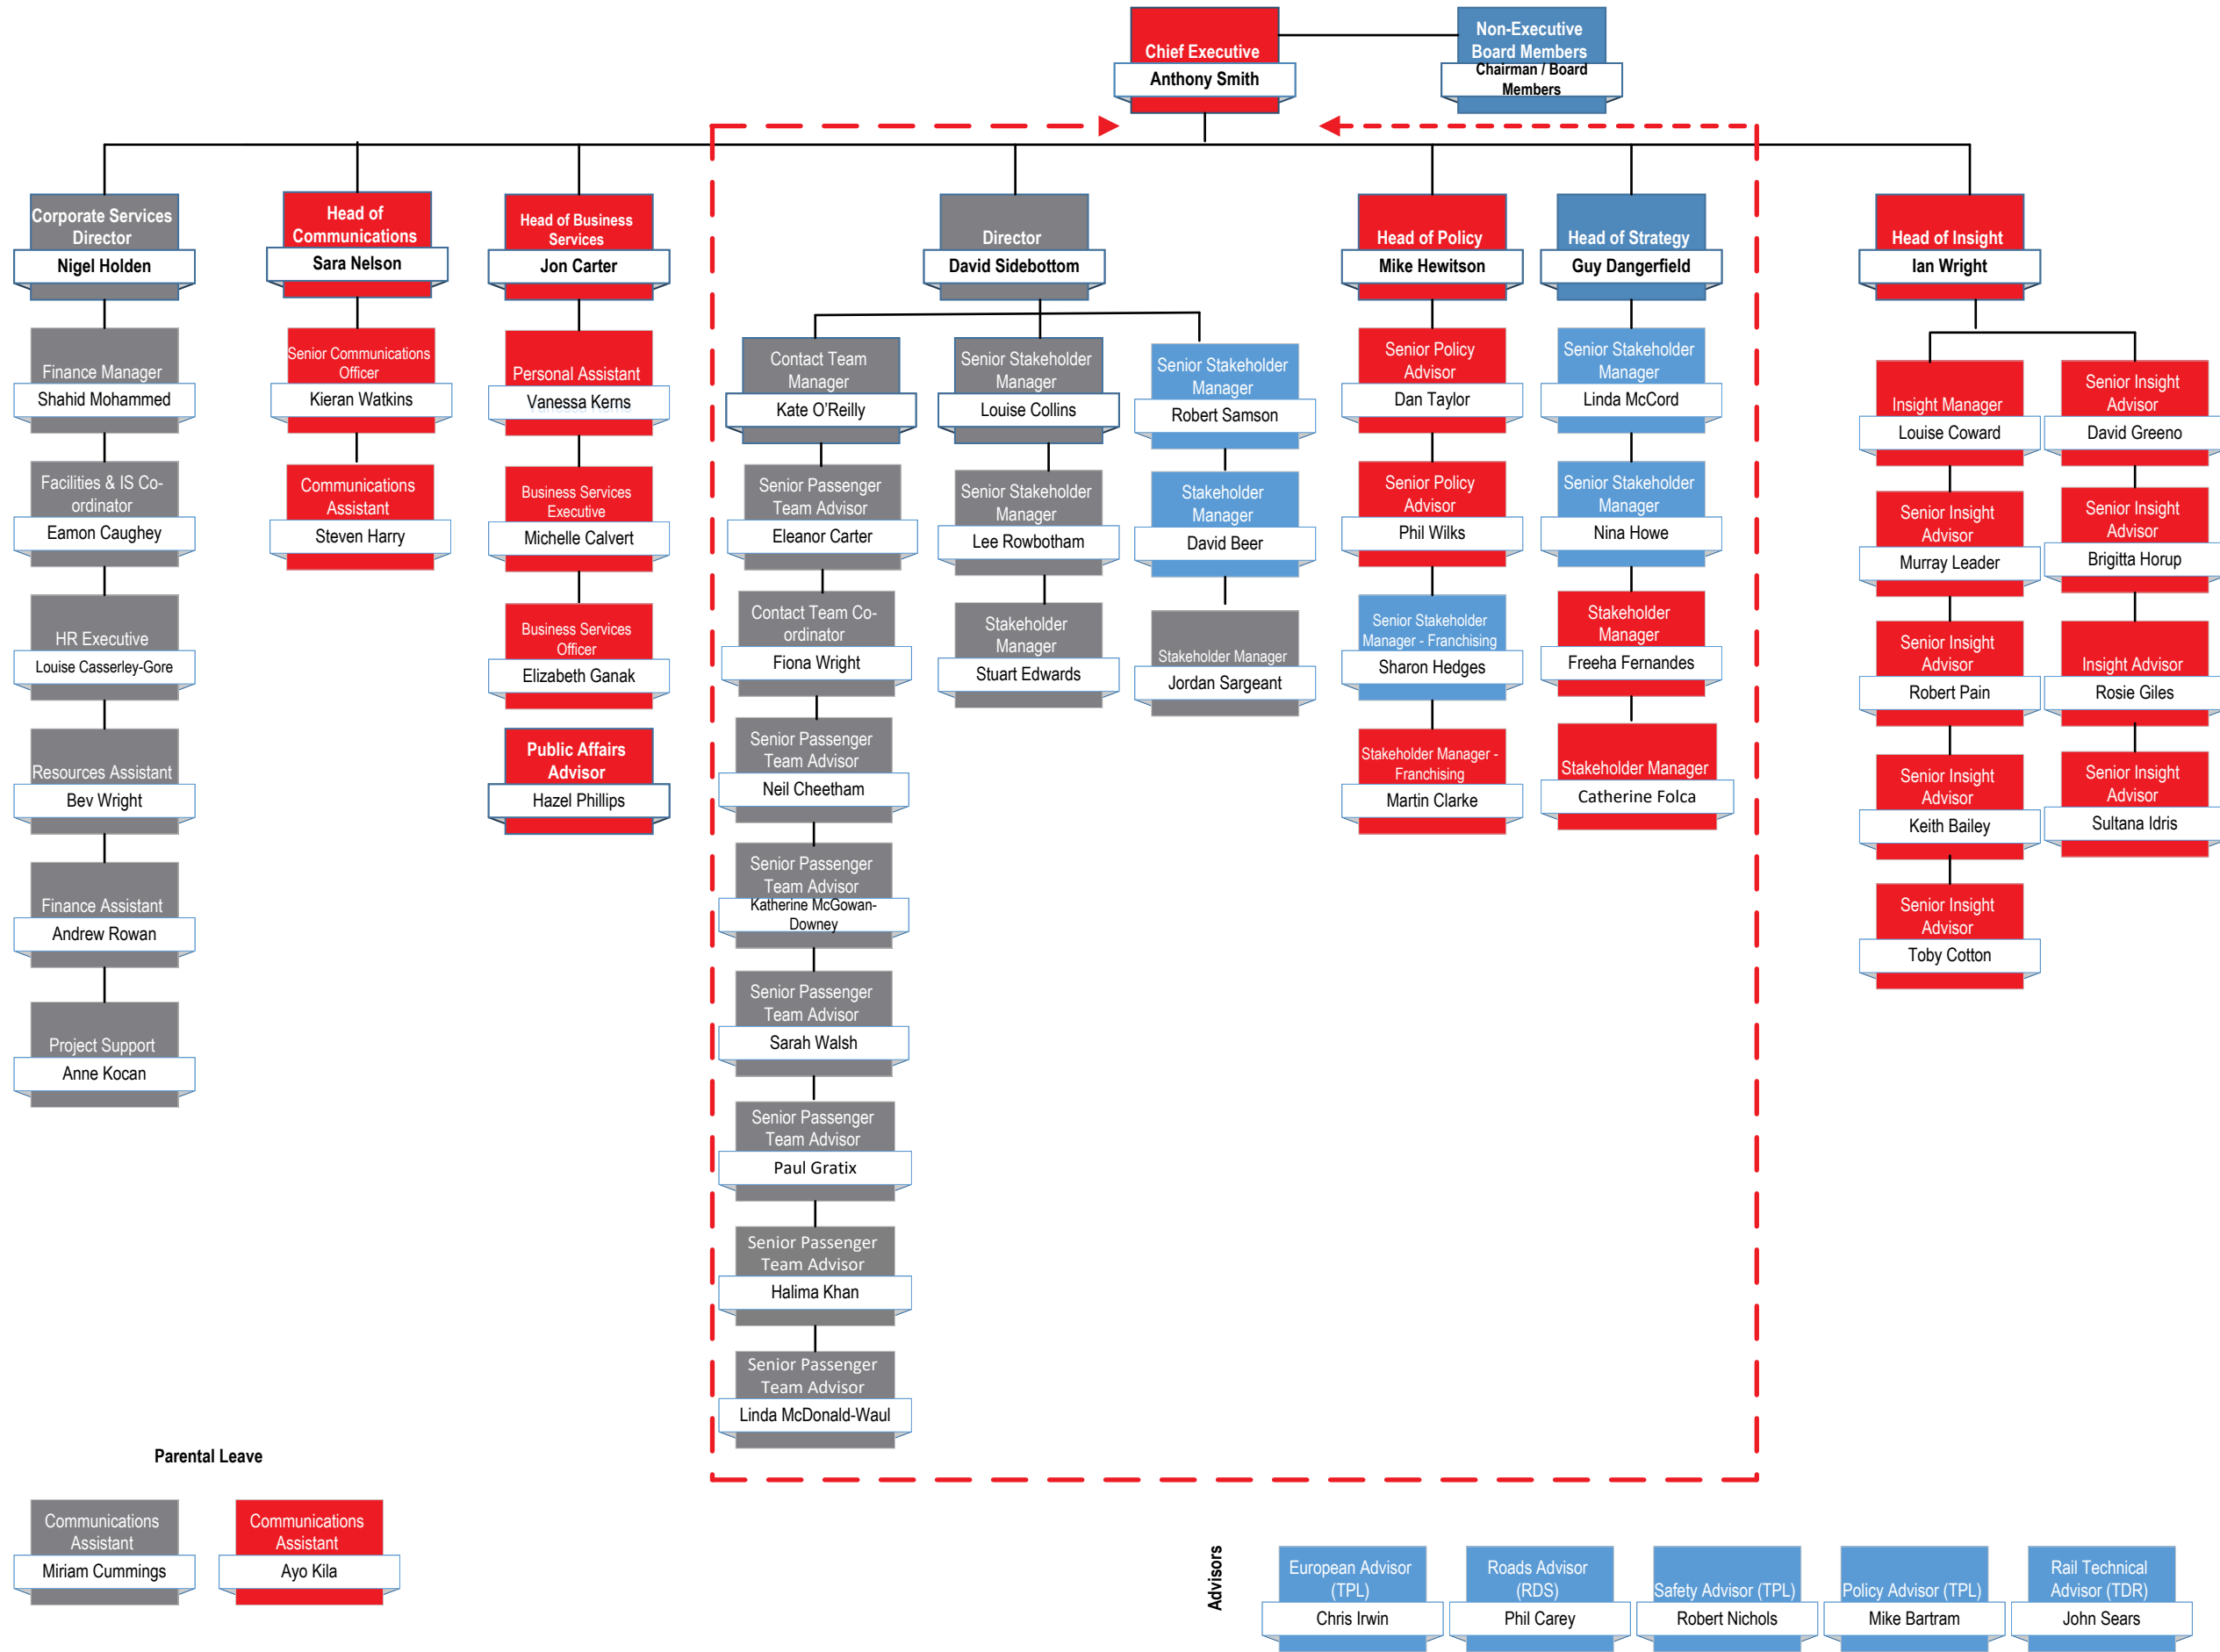 Chief Executive
Anthony Smith
Non-Executive
Board Members
Chairman / Board
Members
Corporate Services
Director
Nigel Holden
Finance Manager
Shahid Mohammed
Facilities & IS Co-
ordinator
Eamon Caughey
HR Executive
Louise Casserley-Gore
Resources Assistant
Bev Wright
Finance Assistant
Andrew Rowan
Project Support
Anne Kocan
Head of
Communications
Sara Nelson
Senior Communications
Officer
Kieran Watkins
Communications
Assistant
Steven Harry
Head of Business
Services
Jon Carter
Personal Assistant
Vanessa Kerns
Business Services
Executive
Michelle Calvert
Business Services
Officer
Elizabeth Ganak
Public Affairs
Advisor
Hazel Phillips
Director
David Sidebottom
Contact Team
Manager
Kate O'Reilly
Senior Passenger
Team Advisor
Eleanor Carter
Contact Team Co-
ordinator
Fiona Wright
Senior Passenger
Team Advisor
Neil Cheetham
Senior Passenger
Team Advisor
Katherine McGowan-
Downey
Senior Passenger
Team Advisor
Sarah Walsh
Senior Passenger
Team Advisor
Paul Gratix
Senior Passenger
Team Advisor
Halima Khan
Senior Passenger
Team Advisor
Linda McDonald-Waul
Senior Stakeholder
Manager
Louise Collins
Senior Stakeholder
Manager
Lee Rowbotham
Stakeholder
Manager
Stuart Edwards
Senior Stakeholder
Manager
Robert Samson
Stakeholder
Manager
David Beer
Stakeholder Manager
Jordan Sargeant
Head of Policy
Mike Hewitson
Senior Policy
Advisor
Dan Taylor
Senior Policy
Advisor
Phil Wilks
Senior Stakeholder
Manager - Franchising
Sharon Hedges
Stakeholder Manager -
Franchising
Martin Clarke
Head of Strategy
Guy Dangerfield
Senior Stakeholder
Manager
Linda McCord
Senior Stakeholder
Manager
Nina Howe
Stakeholder
Manager
Freeha Fernandes
Stakeholder Manager
Catherine Folca
Head of Insight
Ian Wright
Insight Manager
Louise Coward
Senior Insight
Advisor
Murray Leader
Senior Insight
Advisor
Robert Pain
Senior Insight
Advisor
Keith Bailey
Senior Insight
Advisor
Toby Cotton
Senior Insight
Advisor
David Greeno
Senior Insight
Advisor
Brigitta Horup
Insight Advisor
Rosie Giles
Senior Insight
Advisor
Sultana Idris
Parental Leave
Communications
Assistant
Miriam Cummings
Communications
Assistant
Ayo Kila
Advisors
European Advisor
(TPL)
Chris Irwin
Roads Advisor
(RDS)
Phil Carey
Safety Advisor (TPL)
Robert Nichols
Policy Advisor (TPL)
Mike Bartram
Rail Technical
Advisor (TDR)
John Sears